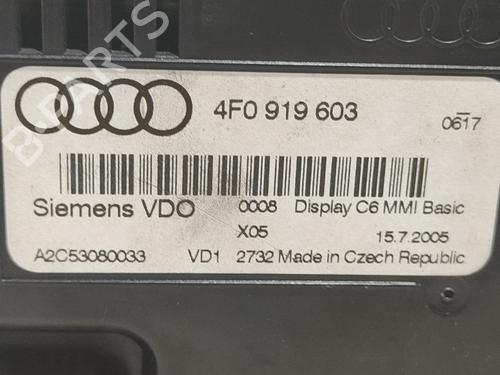 4F0 919 603
0617
Siemens VDO 0008 Display C6 MMI Basic
X05 15.7.2005
A2C53080033 VD1 2732 Made in Czech Republic
B-PARTS